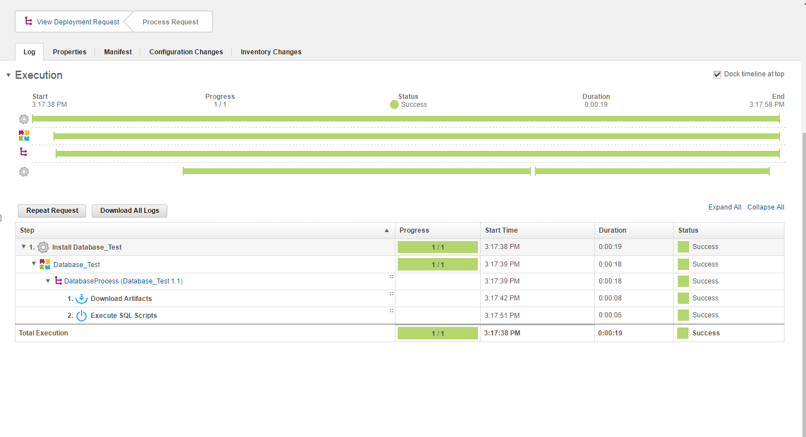 View Deployment Request Process Request
Log Properties Manifest Configuration Changes Inventory Changes
Execution Dock timeline at top
Start Progress Status Duration End
3:17:38 PM 1 / 1 Success 0:00:19 3:17:58 PM
Repeat Request Download All Logs Expand All Collapse All
Step Progress Start Time Duration Status
1. Install Database_Test 1 / 1 3:17:38 PM 0:00:19 Success
Database_Test 1 / 1 3:17:39 PM 0:00:18 Success
DatabaseProcess (Database_Test 1.1) 3:17:39 PM 0:00:18 Success
1. Download Artifacts 3:17:42 PM 0:00:08 Success
2. Execute SQL Scripts 3:17:51 PM 0:00:06 Success
Total Execution 1 / 1 3:17:38 PM 0:00:19 Success